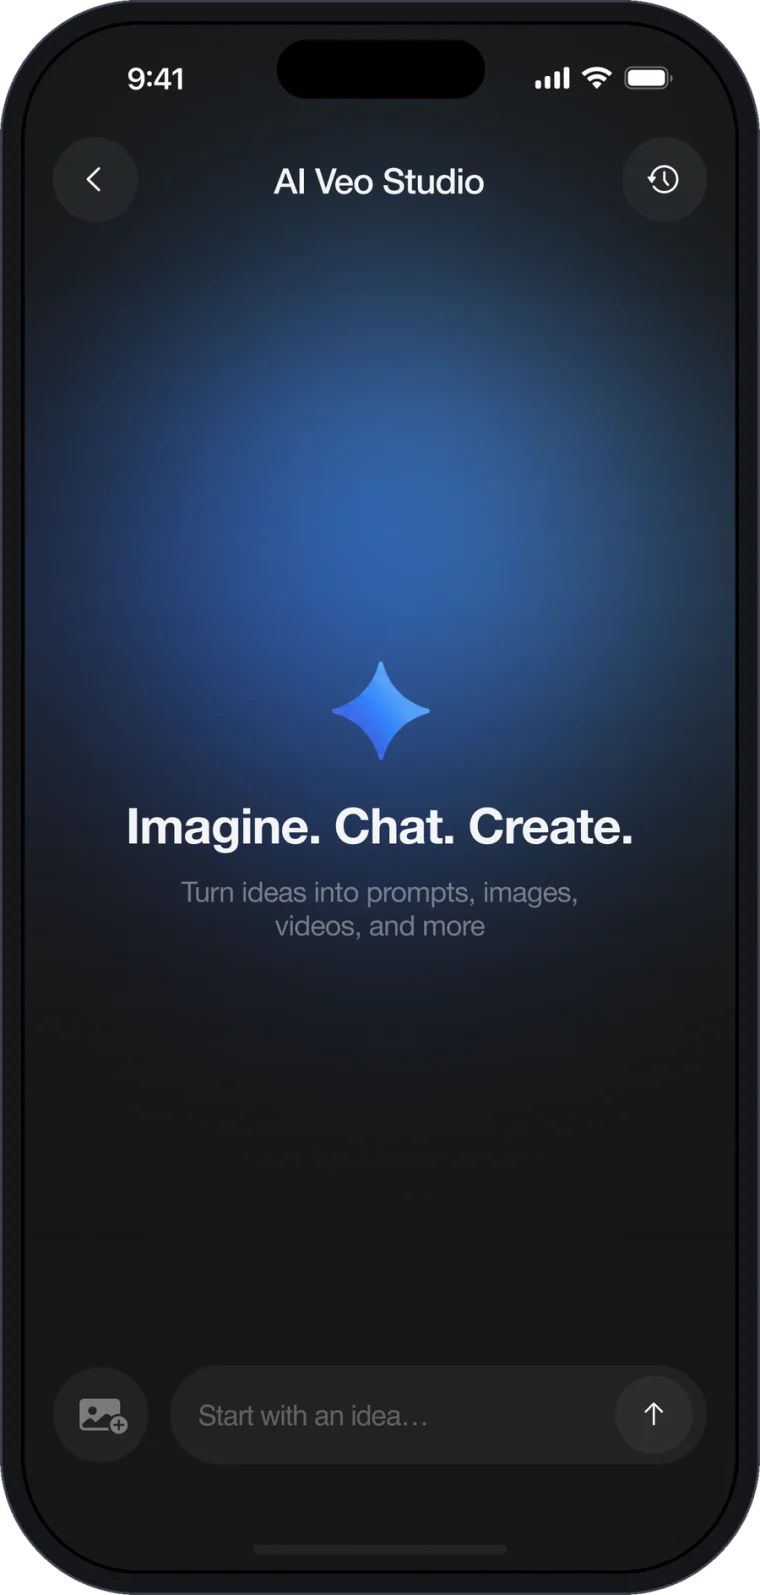 9:41
AI Veo Studio
Imagine. Chat. Create.
Turn ideas into prompts, images,
videos, and more
Start with an idea...